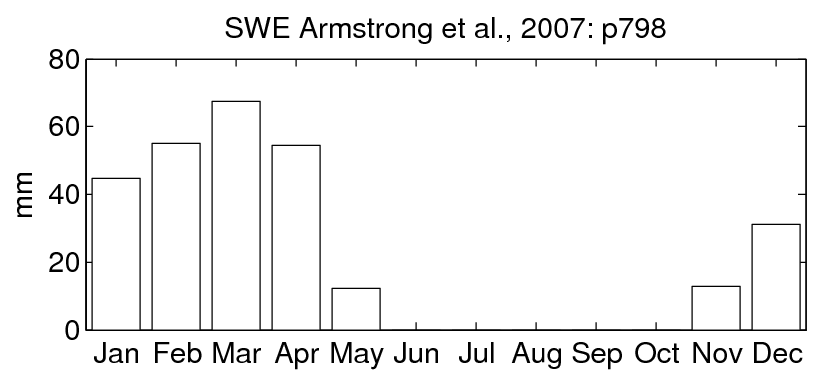 SWE Armstrong et al., 2007: p798
80
60
40
20
0
mm
Jan Feb Mar Apr May Jun Jul Aug Sep Oct Nov Dec